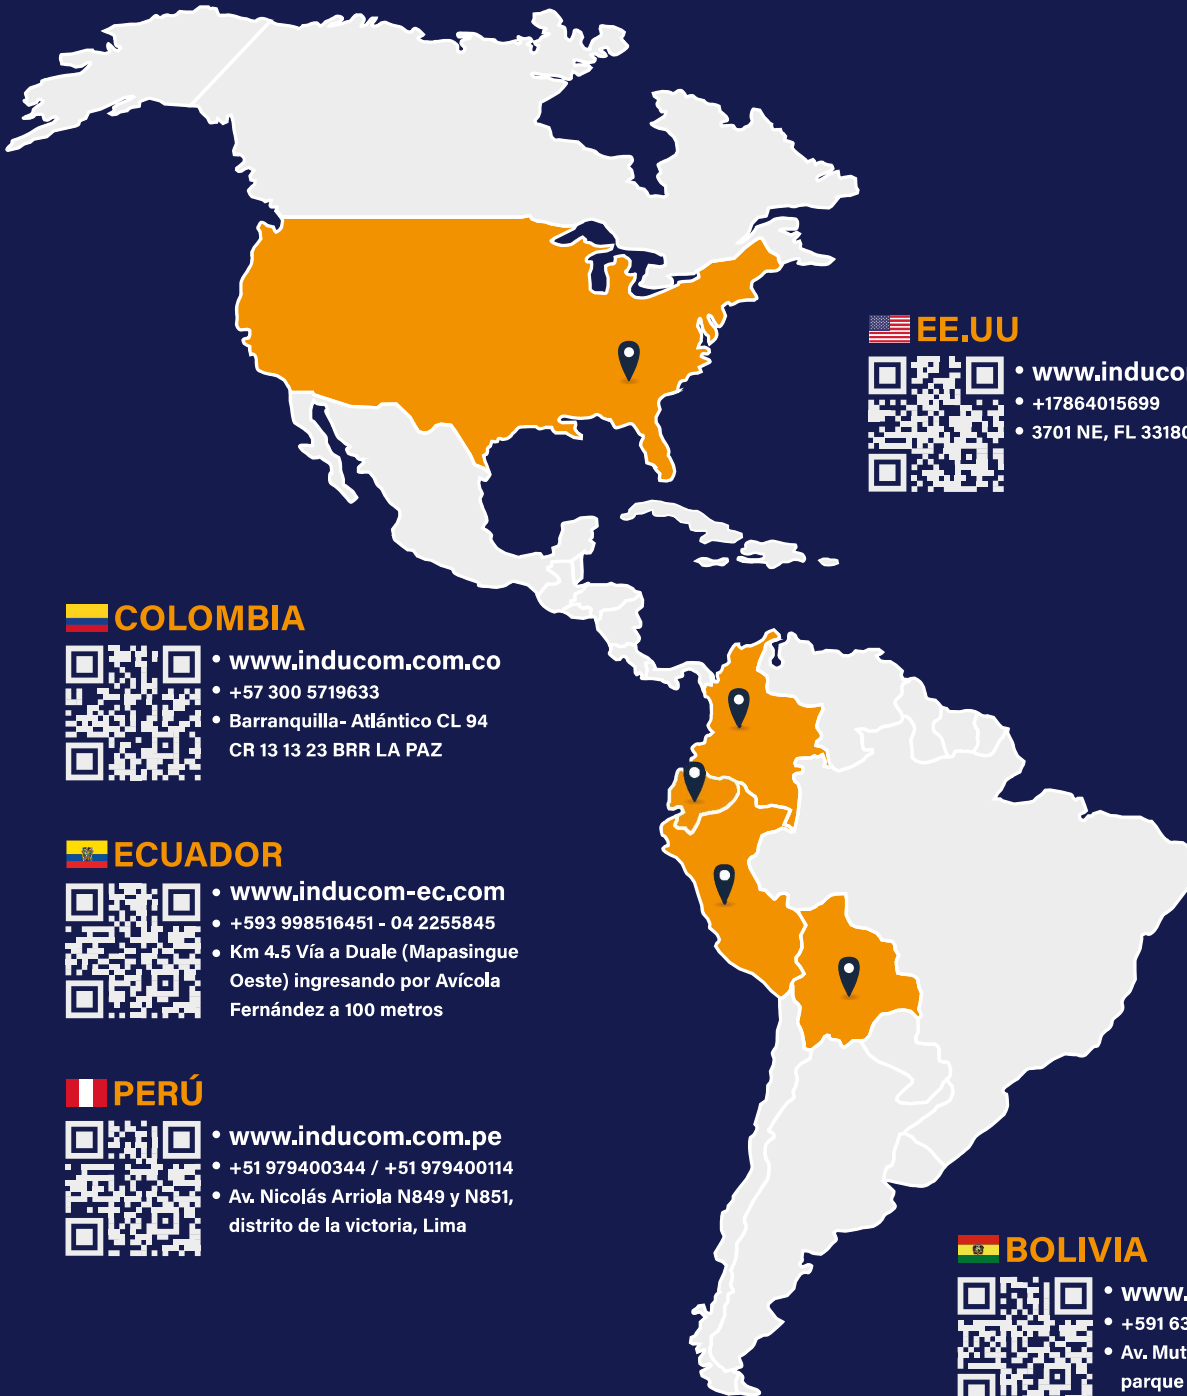 EE.UU
www.inducom
+17864015699
3701 NE, FL 33180
COLOMBIA
www.inducom.com.co
+57 300 5719633
Barranquilla- Atlántico CL 94
CR 13 13 23 BRR LA PAZ
ECUADOR
www.inducom-ec.com
+593 998516451 - 04 2255845
Km 4.5 Vía a Duale (Mapasingue
Oeste) ingresando por Avícola
Fernández a 100 metros
PERÚ
www.inducom.com.pe
+51 979400344 / +51 979400114
Av. Nicolás Arriola N849 y N851,
distrito de la victoria, Lima
BOLIVIA
www.
+591 63
Av. Mut
parque